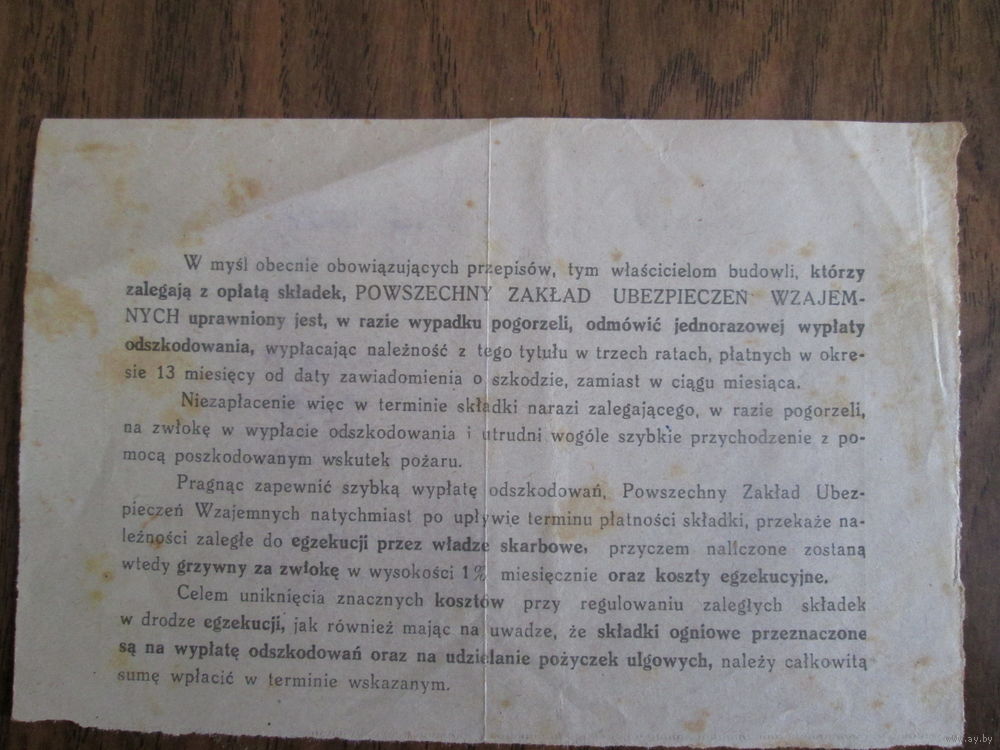 W myśl obecnie obowiązujących przepisów, tym właścicielom budowli, którzy
zalegają z opłatą składek, POWSZECHNY ZAKŁAD UBEZPIECZEŃ WZAJEM-
NYCH uprawniony jest, w razie wypadku pogorzeli, odmówić jednorazowej wypłaty
odszkodowania, wypłacając należność z tego tytułu w trzech ratach, płatnych w okre-
sie 13 miesięcy od daty zawiadomienia o szkodzie, zamiast w ciągu miesiąca.
Niezapłacenie więc w terminie składki narazi zalegającego, w razie pogorzeli,
na zwłokę w wypłacie odszkodowania i utrudni wogóle szybkie przychodzenie z po-
mocą poszkodowanym wskutek pożaru.
Pragnąc zapewnić szybką wypłatę odszkodowań, Powszechny Zakład Ubez-
pieczeń Wzajemnych natychmiast po upływie terminu płatności składki, przekaże na-
leżności zaległe do egzekucji przez władze skarbowe, przyczem naliczone zostaną
wtedy grzywny za zwłokę w wysokości 1% miesięcznie oraz koszty egzekucyjne.
Celem uniknięcia znacznych kosztów przy regulowaniu zaległych składek
w drodze egzekucji, jak również mając na uwadze, że składki ogniowe przeznaczone
są na wypłatę odszkodowań oraz na udzielanie pożyczek ulgowych, należy całkowitą
sumę wpłacić w terminie wskazanym.
www.ay.by